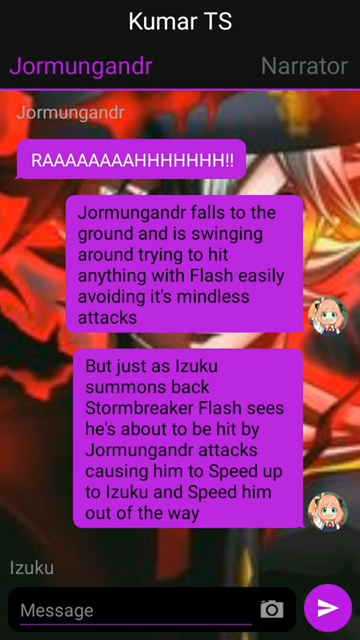 Kumar TS
Jormungandr
Narrator
Jormungandr
RAAAAAAAAHHHHHHH!!
Jormungandr falls to the
ground and is swinging
around trying to hit
anything with Flash easily
avoiding it's mindless
attacks
But just as Izuku
summons back
Stormbreaker Flash sees
he's about to be hit by
Jormungandr attacks
causing him to Speed up
to Izuku and Speed him
out of the way
Izuku
Message